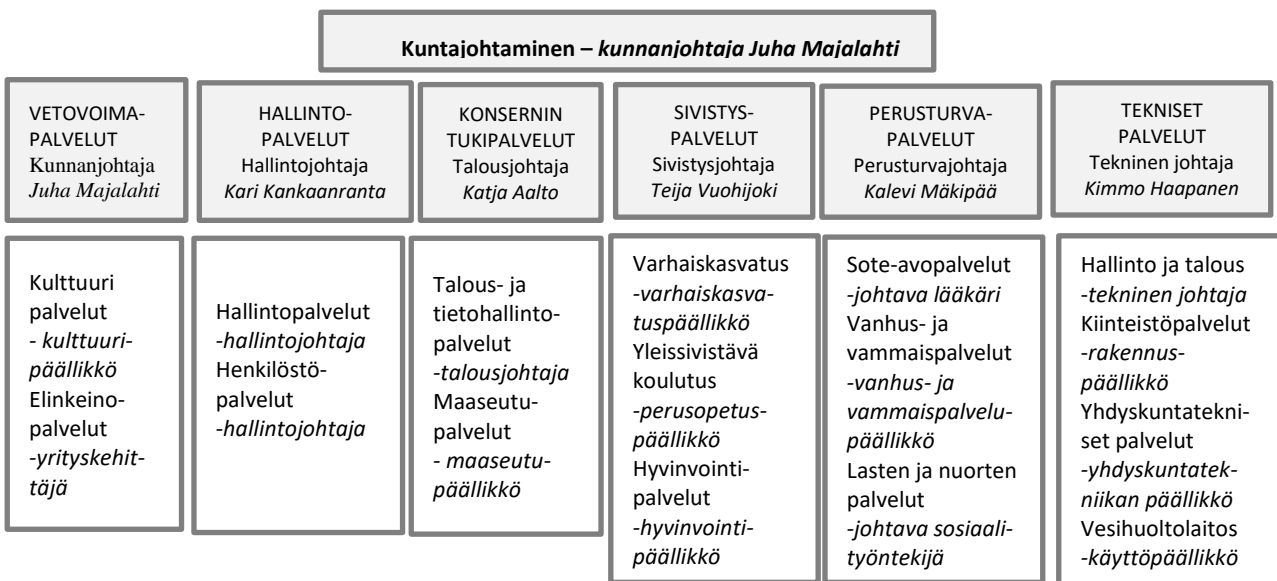 Kuntajohtaminen – kunnanjohtaja Juha Majalahti
VETOVOIMA-
PALVELUT
Kunnanjohtaja
Juha Majalahti
HALLINTO-
PALVELUT
Hallintojohtaja
Kari Kankaanranta
KONSERNIN
TUKIPALVELUT
Talousjohtaja
Katja Aalto
SIVISTYS-
PALVELUT
Sivistysjohtaja
Teija Vuohijoki
PERUSTURVA-
PALVELUT
Perusturvajohtaja
Kalevi Mäkipää
TEKNISET
PALVELUT
Tekninen johtaja
Kimmo Haapanen
Kulttuuri
palvelut
- kulttuuri-
päällikkö
Elinkeino-
palvelut
-yrityskehit-
täjä
Hallintopalvelut
-hallintojohtaja
Henkilöstö-
palvelut
-hallintojohtaja
Talous- ja
tietohallinto-
palvelut
-talousjohtaja
Maaseutu-
palvelut
- maaseutu-
päällikkö
Varhaiskasvatus
-varhaiskasva-
tuspäällikkö
Yleissivistävä
koulutus
-perusopetus-
päällikkö
Hyvinvointi-
palvelut
-hyvinvointi-
päällikkö
Sote-avopalvelut
-johtava lääkäri
Vanhus- ja
vammaispalvelut
-vanhus- ja
vammaispalvelu-
päällikkö
Lasten ja nuorten
palvelut
-johtava sosiaali-
työntekijä
Hallinto ja talous
-tekninen johtaja
Kiinteistöpalvelut
-rakennus-
päällikkö
Yhdyskuntatekni-
set palvelut
-yhdyskuntatek-
niikan päällikkö
Vesihuoltolaitos
-käyttöpäällikkö